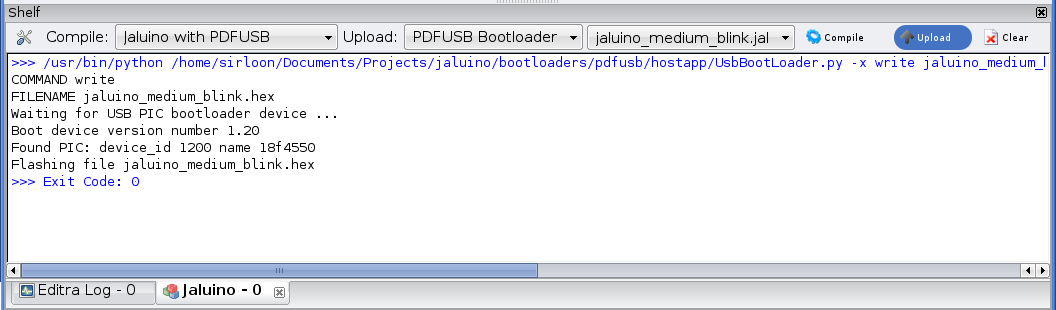 Shelf
Compile: Jaluino with PDFUSB Upload: PDFUSB Bootloader jaluino_medium_blink.jal Compile Upload Clear
>>> /usr/bin/python /home/sirloon/Documents/Projects/jaluino/bootloaders/pdfusb/hostapp/UsbBootLoader.py -x write jaluino_medium_
COMMAND write
FILENAME jaluino_medium_blink.hex
Waiting for USB PIC bootloader device ...
Boot device version number 1.20
Found PIC: device_id 1200 name 18f4550
Flashing file jaluino_medium_blink.hex
>>> Exit Code: 0
Editra Log - 0 Jaluino - 0